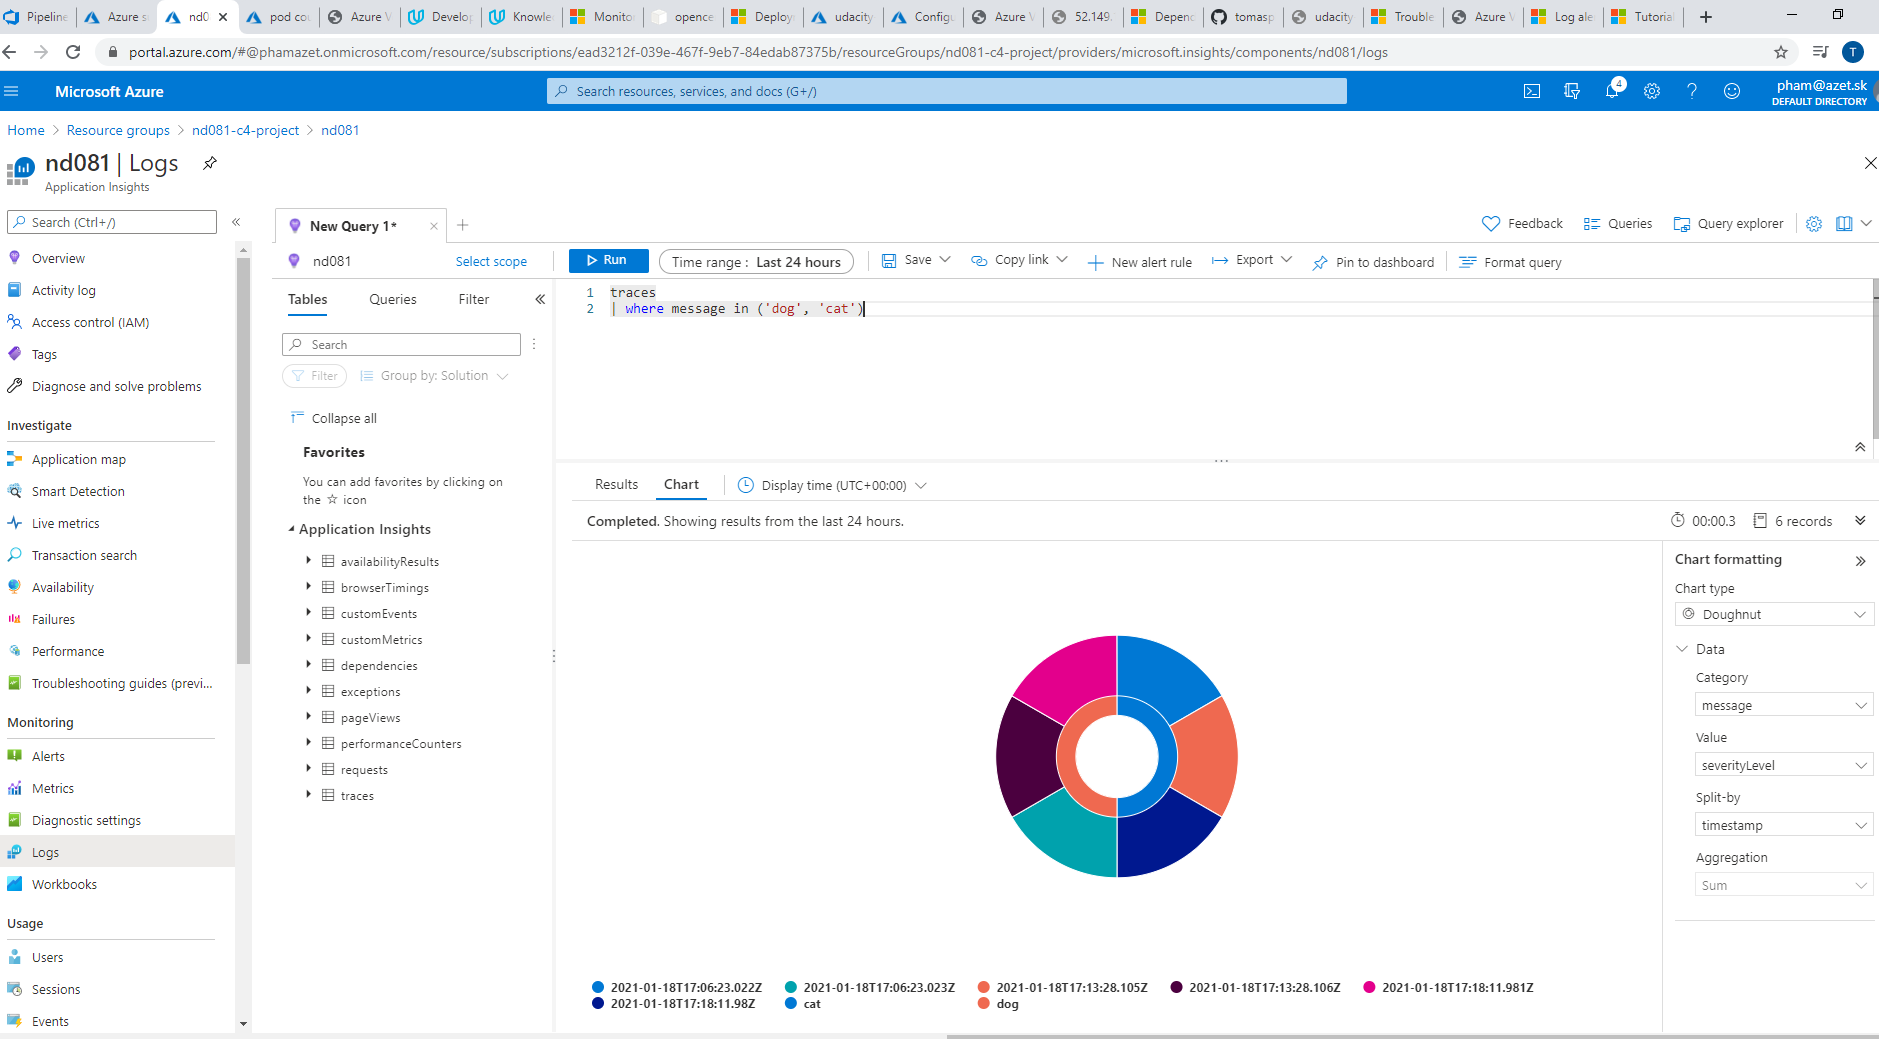 Pipeline
Azure s
nd0
pod co
Azure V
Develo
Knowle
Monito
opence
Deploy
udacity
Configu
Azure V
52.149.
Depend
tomasp
udacity
Trouble
Azure V
Log ale
Tutoria
portal.azure.com/#@phamazet.onmicrosoft.com/resource/subscriptions/ead3212f-039e-467f-9eb7-84edab87375b/resourceGroups/nd081-c4-project/providers/microsoft.insights/components/nd081/logs
T
Microsoft Azure
Search resources, services, and docs (G+/)
4
pham@azet.sk
DEFAULT DIRECTORY
Home > Resource groups > nd081-c4-project > nd081
nd081 | Logs
Application Insights
Search (Ctrl+/)
Overview
Activity log
Access control (IAM)
Tags
Diagnose and solve problems
Investigate
Application map
Smart Detection
Live metrics
Transaction search
Availability
Failures
Performance
Troubleshooting guides (previ...
Monitoring
Alerts
Metrics
Diagnostic settings
Logs
Workbooks
Usage
Users
Sessions
Events
New Query 1*
Feedback
Queries
Query explorer
nd081
Select scope
Run
Time range : Last 24 hours
Save
Copy link
New alert rule
Export
Pin to dashboard
Format query
Tables
Queries
Filter
Search
Filter
Group by: Solution
Collapse all
Favorites
You can add favorites by clicking on
the ☆ icon
Application Insights
availabilityResults
browserTimings
customEvents
customMetrics
dependencies
exceptions
pageViews
performanceCounters
requests
traces
1 traces
2 | where message in ('dog', 'cat')
Results
Chart
Display time (UTC+00:00)
Completed. Showing results from the last 24 hours.
00:00.3
6 records
Chart formatting
Chart type
Doughnut
Data
Category
message
Value
severityLevel
Split-by
timestamp
Aggregation
Sum
2021-01-18T17:06:23.022Z
2021-01-18T17:06:23.023Z
2021-01-18T17:13:28.105Z
2021-01-18T17:13:28.106Z
2021-01-18T17:18:11.981Z
2021-01-18T17:18:11.98Z
cat
dog